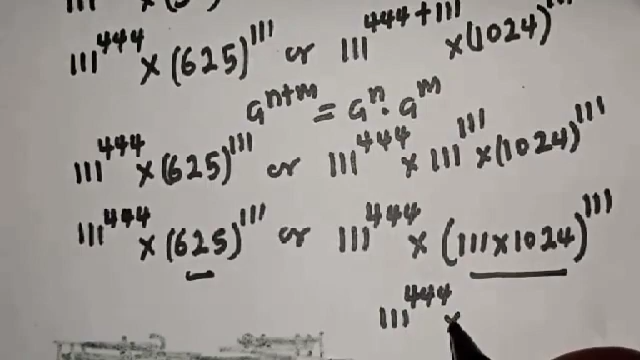 111^444 × (625)^111 or 111^444+111 × (1024)^111
a^n+m = a^n · a^m
111^444 × (625)^111 or 111^444 × 111^111 × (1024)^111
111^444 × (625)^111 or 111^444 × (111×1024)^111
111^444 ×